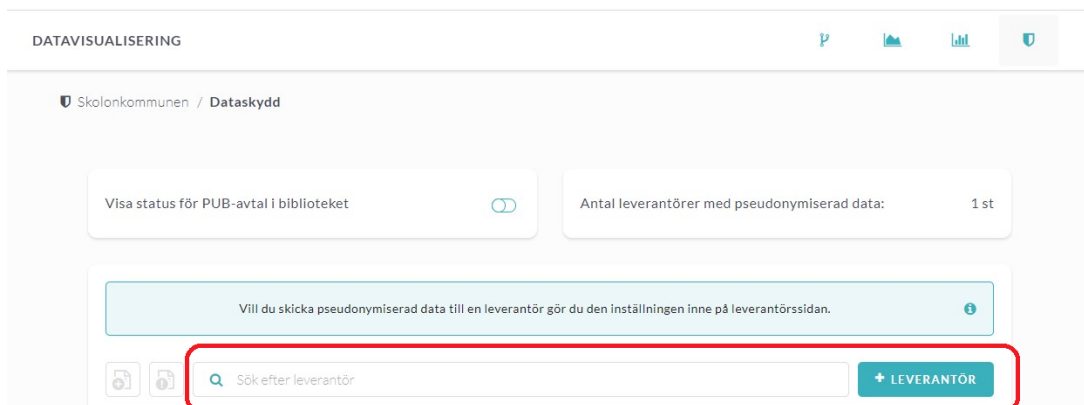 DATAVISUALISERING
Skolonkommunen / Dataskydd
Visa status för PUB-avtal i biblioteket
Antal leverantörer med pseudonymiserad data: 1 st
Vill du skicka pseudonymiserad data till en leverantör gör du den inställningen inne på leverantörssidan.
Sök efter leverantör
+ LEVERANTÖR